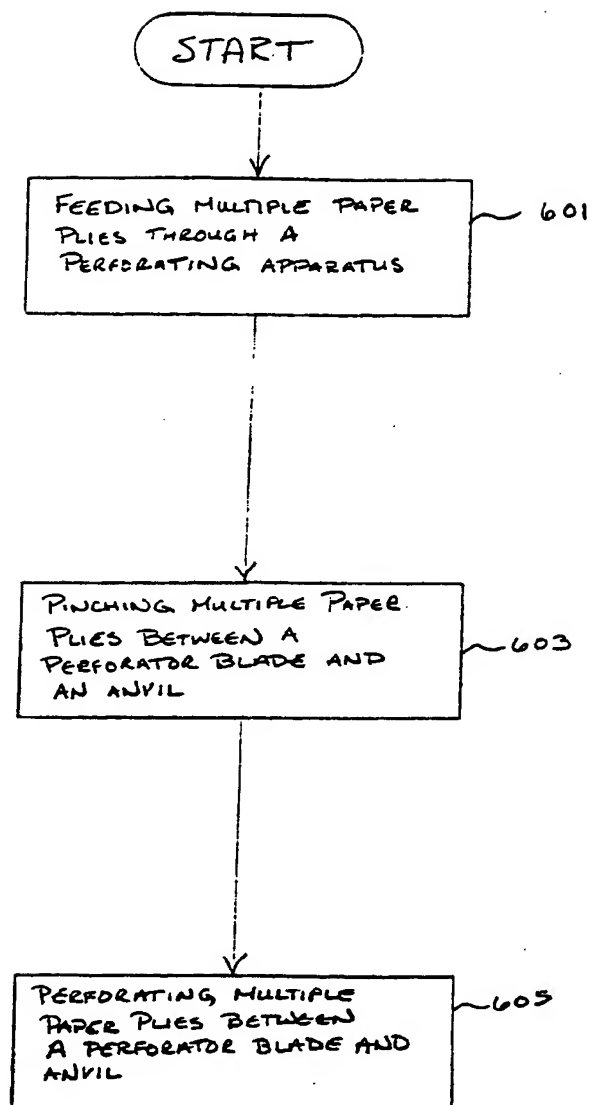 START
FEEDING MULTIPLE PAPER
PLIES THROUGH A
PERFORATING APPARATUS
601
PINCHING MULTIPLE PAPER
PLIES BETWEEN A
PERFORATOR BLADE AND
AN ANVIL
603
PERFORATING MULTIPLE
PAPER PLIES BETWEEN
A PERFORATOR BLADE AND
ANVIL
605